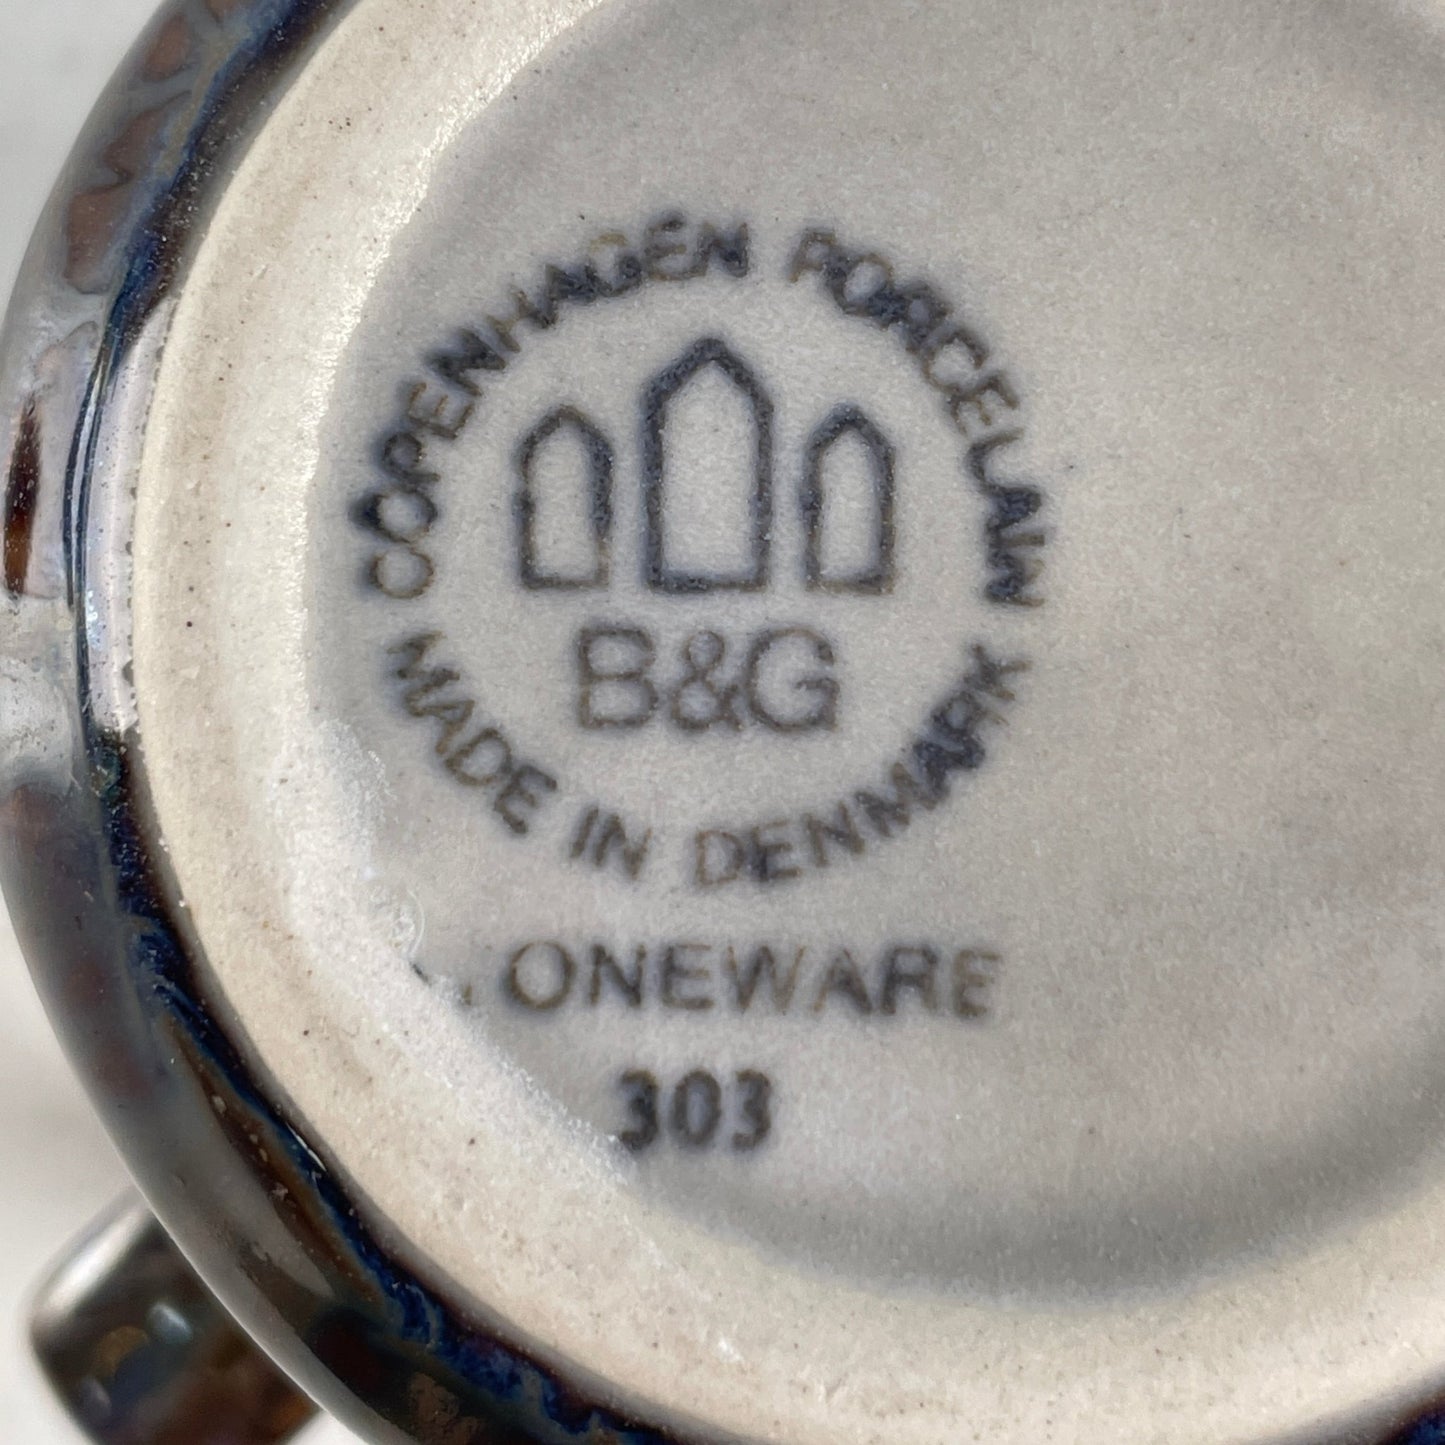 COPENHAGEN PORCELAIN
B&G
MADE IN DENMARK
ONEWARE
303